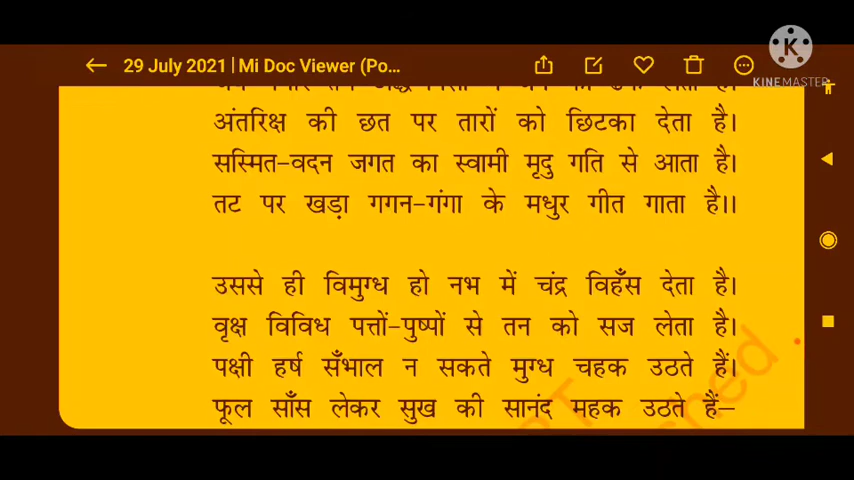 29 July 2021 | Mi Doc Viewer (Po...
K
KINEMASTER
अंतरिक्ष की छत पर तारों को छिटका देता है।
सस्मित-वदन जगत का स्वामी मृदु गति से आता है।
तट पर खड़ा गगन-गंगा के मधुर गीत गाता है।।
उससे ही विमुग्ध हो नभ में चंद्र विहँस देता है।
वृक्ष विविध पत्तों-पुष्पों से तन को सज लेता है।
पक्षी हर्ष सँभाल न सकते मुग्ध चहक उठते हैं।
फूल साँस लेकर सुख की सानंद महक उठते हैं–